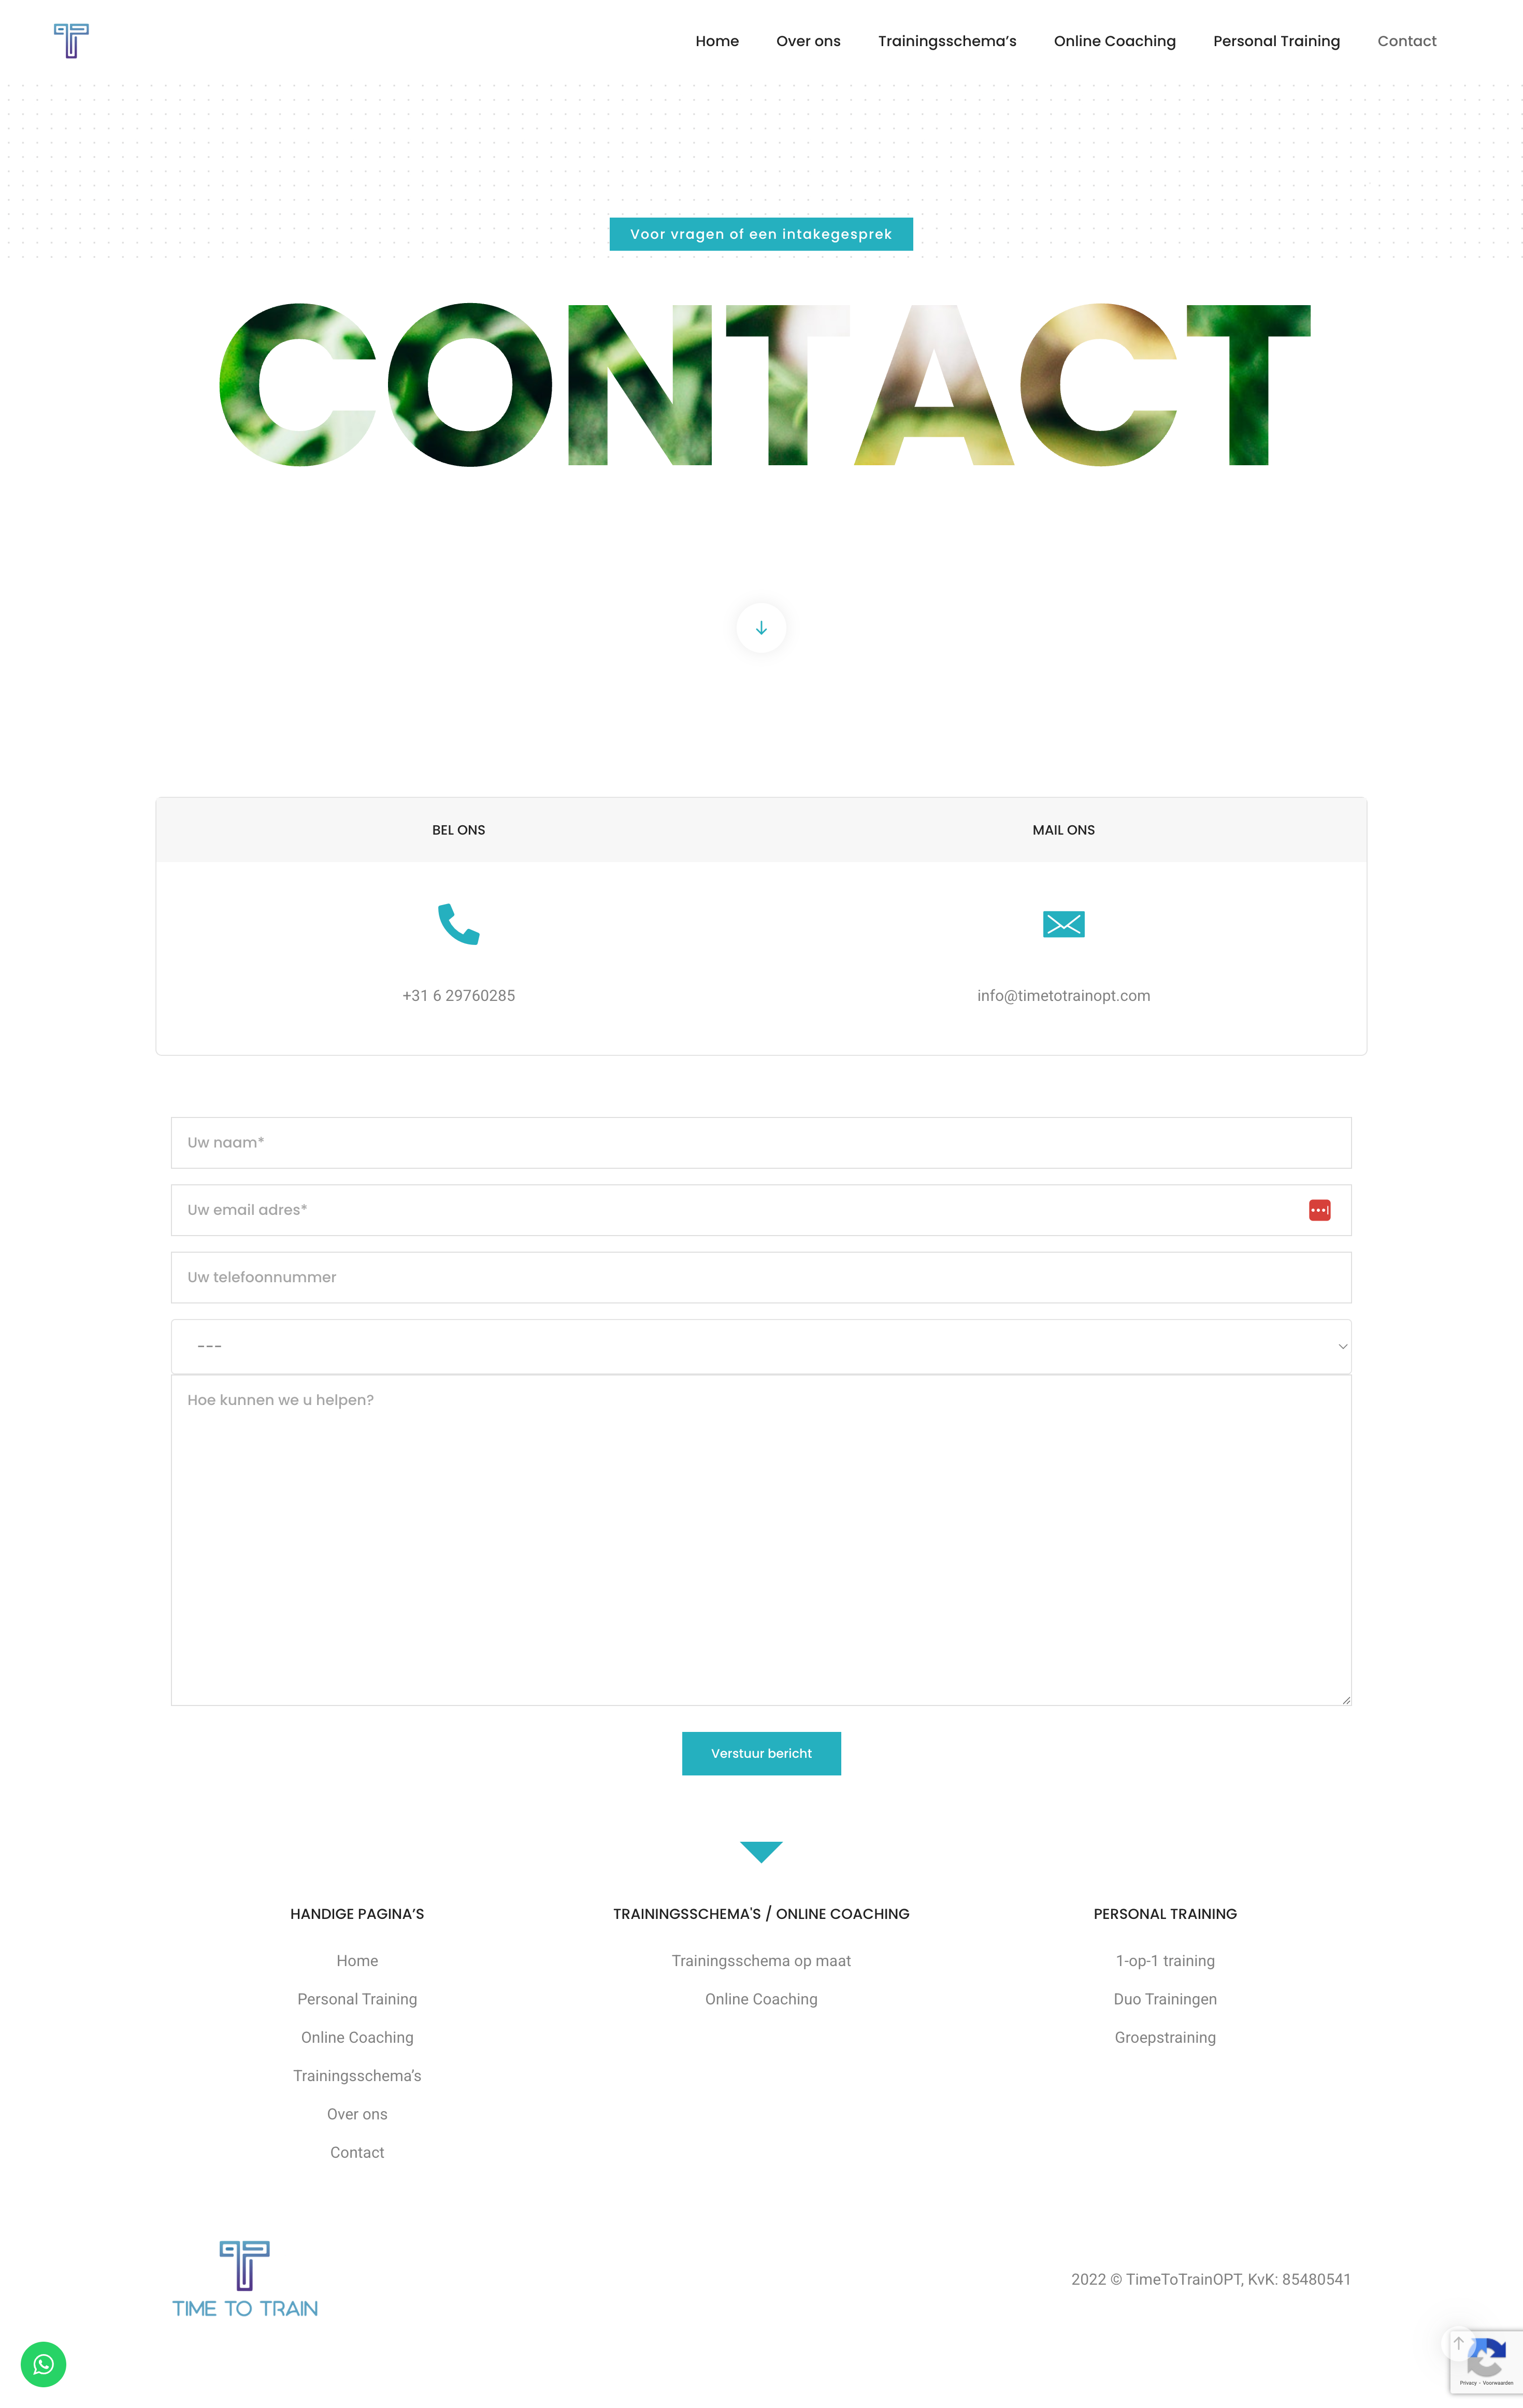 Home Over ons Trainingsschema’s Online Coaching Personal Training Contact
Voor vragen of een intakegesprek
CONTACT
BEL ONS MAIL ONS
+31 6 29760285 info@timetotrainopt.com
Uw naam*
Uw email adres*
Uw telefoonnummer
---
Hoe kunnen we u helpen?
Verstuur bericht
HANDIGE PAGINA’S
Home
Personal Training
Online Coaching
Trainingsschema’s
Over ons
Contact
TRAININGSSCHEMA'S / ONLINE COACHING
Trainingsschema op maat
Online Coaching
PERSONAL TRAINING
1-op-1 training
Duo Trainingen
Groepstraining
TIME TO TRAIN
2022 © TimeToTrainOPT, KvK: 85480541
Privacy - Voorwaarden